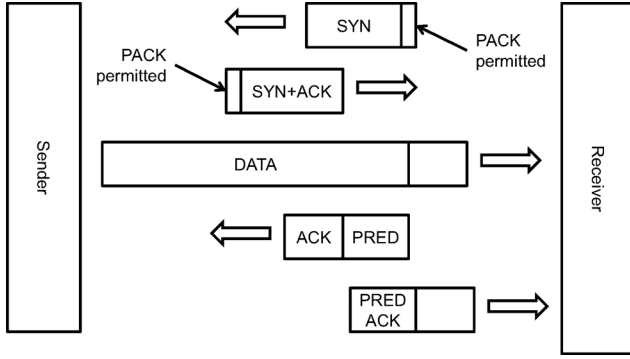 SYN
PACK
permitted
PACK
permitted
SYN+ACK
Sender
DATA
Receiver
ACK
PRED
PRED
ACK